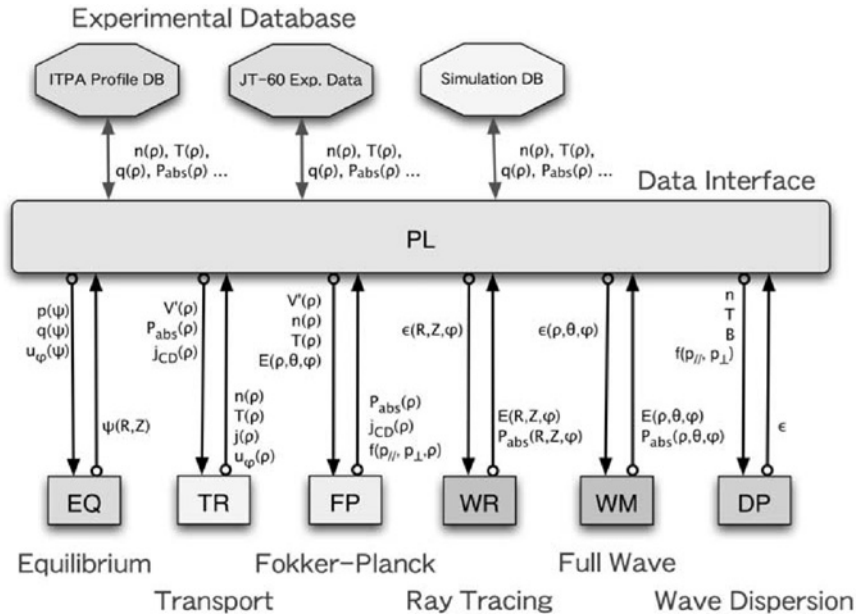 Experimental Database
ITPA Profile DB
JT-60 Exp. Data
Simulation DB
n(ρ), T(ρ),
q(ρ), Pabs(ρ) ...
n(ρ), T(ρ),
q(ρ), Pabs(ρ) ...
n(ρ), T(ρ),
q(ρ), Pabs(ρ) ...
Data Interface
PL
p(ψ)
q(ψ)
uφ(ψ)
ψ(R,Z)
V'(ρ)
Pabs(ρ)
jCD(ρ)
n(ρ)
T(ρ)
j(ρ)
uφ(ρ)
V'(ρ)
n(ρ)
T(ρ)
E(ρ,θ,φ)
Pabs(ρ)
jCD(ρ)
f(p//, p⊥,ρ)
ϵ(R,Z,φ)
E(R,Z,φ)
Pabs(R,Z,φ)
ϵ(ρ,θ,φ)
E(ρ,θ,φ)
Pabs(ρ,θ,φ)
n
T
B
f(p//, p⊥)
ϵ
EQ
TR
FP
WR
WM
DP
Equilibrium
Fokker-Planck
Full Wave
Transport
Ray Tracing
Wave Dispersion